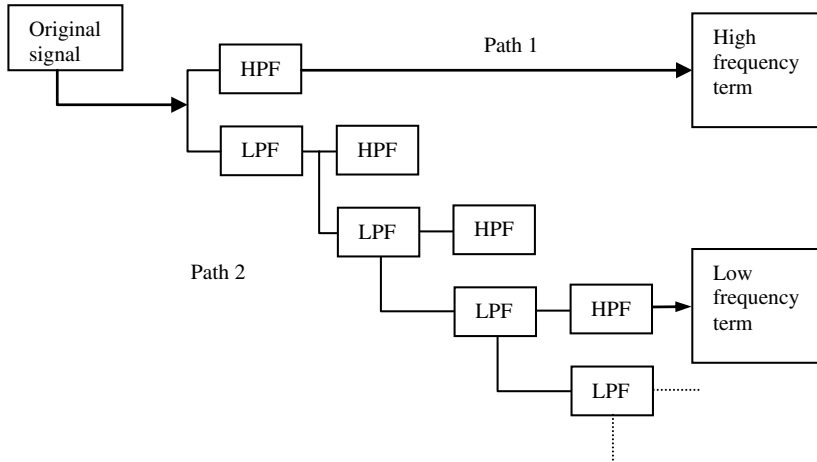 Original
signal
HPF
Path 1
High
frequency
term
LPF
HPF
LPF
HPF
Path 2
LPF
HPF
Low
frequency
term
LPF